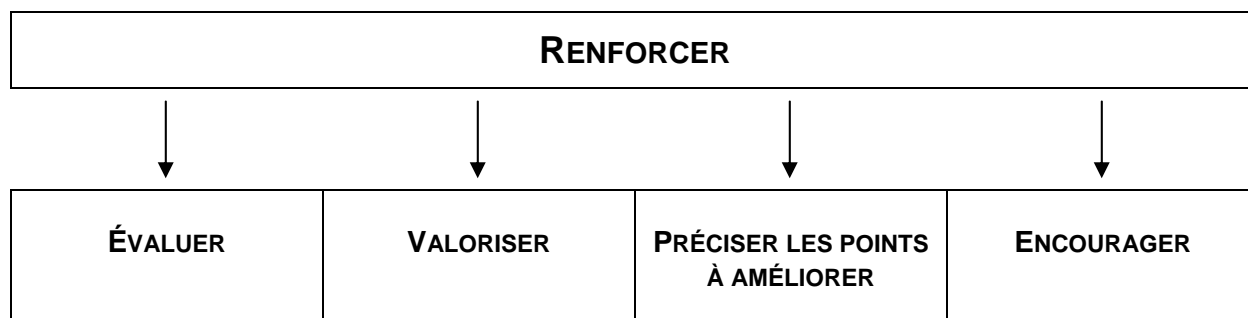 RENFORCER
ÉVALUER
VALORISER
PRÉCISER LES POINTS
À AMÉLIORER
ENCOURAGER